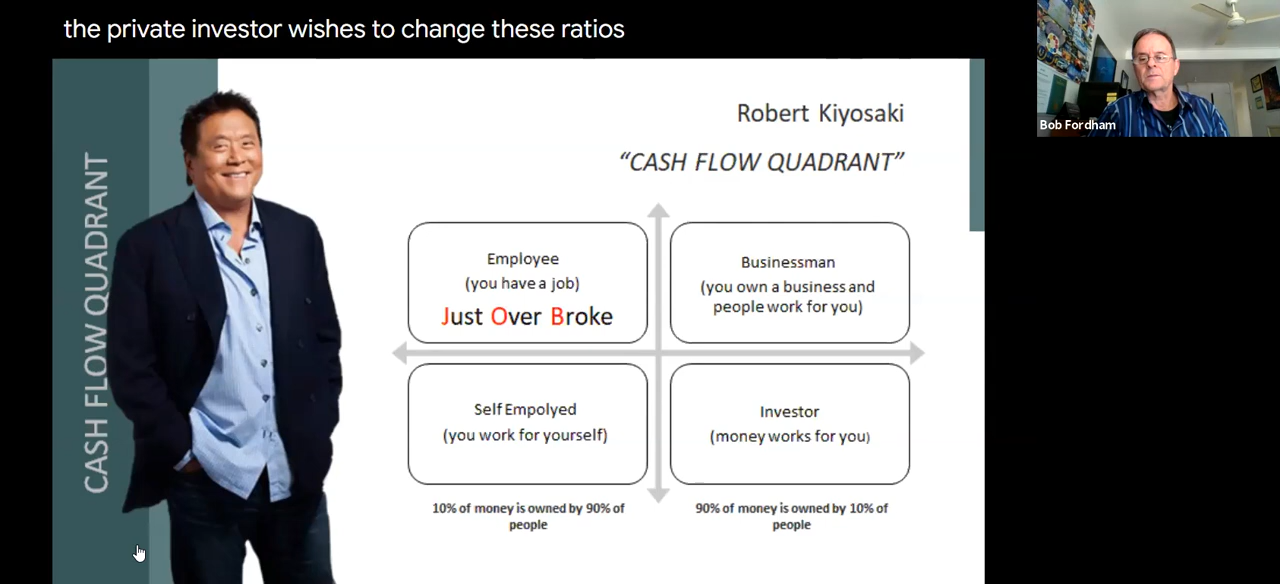 the private investor wishes to change these ratios
Bob Fordham
CASH FLOW QUADRANT
Robert Kiyosaki
“CASH FLOW QUADRANT”
Employee
(you have a job)
Just Over Broke
Businessman
(you own a business and
people work for you)
Self Empolyed
(you work for yourself)
Investor
(money works for you)
10% of money is owned by 90% of
people
90% of money is owned by 10% of
people